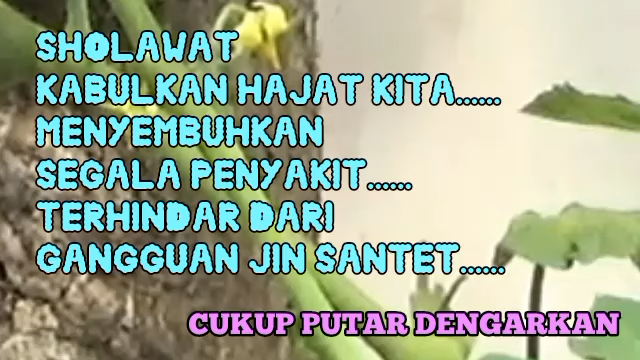 SHOLAWAT
KABULKAN HAJAT KITA......
MENYEMBUHKAN
SEGALA PENYAKIT......
TERHINDAR DARI
GANGGUAN JIN SANTET......
CUKUP PUTAR DENGARKAN